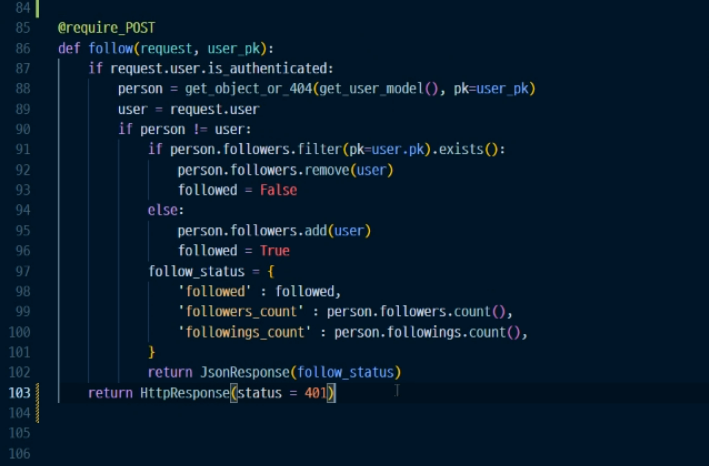 84
85 @require_POST
86 def follow(request, user_pk):
87     if request.user.is_authenticated:
88         person = get_object_or_404(get_user_model(), pk=user_pk)
89         user = request.user
90         if person != user:
91             if person.followers.filter(pk=user.pk).exists():
92                 person.followers.remove(user)
93                 followed = False
94             else:
95                 person.followers.add(user)
96                 followed = True
97             follow_status = {
98                 'followed' : followed,
99                 'followers_count' : person.followers.count(),
100                 'followings_count' : person.followings.count(),
101             }
102             return JsonResponse(follow_status)
103     return HttpResponse(status = 401)
104
105
106